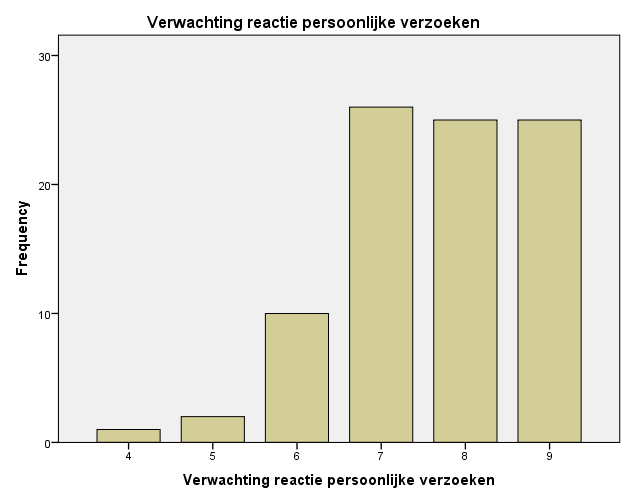 Verwachting reactie persoonlijke verzoeken
30
20
10
0
Frequency
4 5 6 7 8 9
Verwachting reactie persoonlijke verzoeken